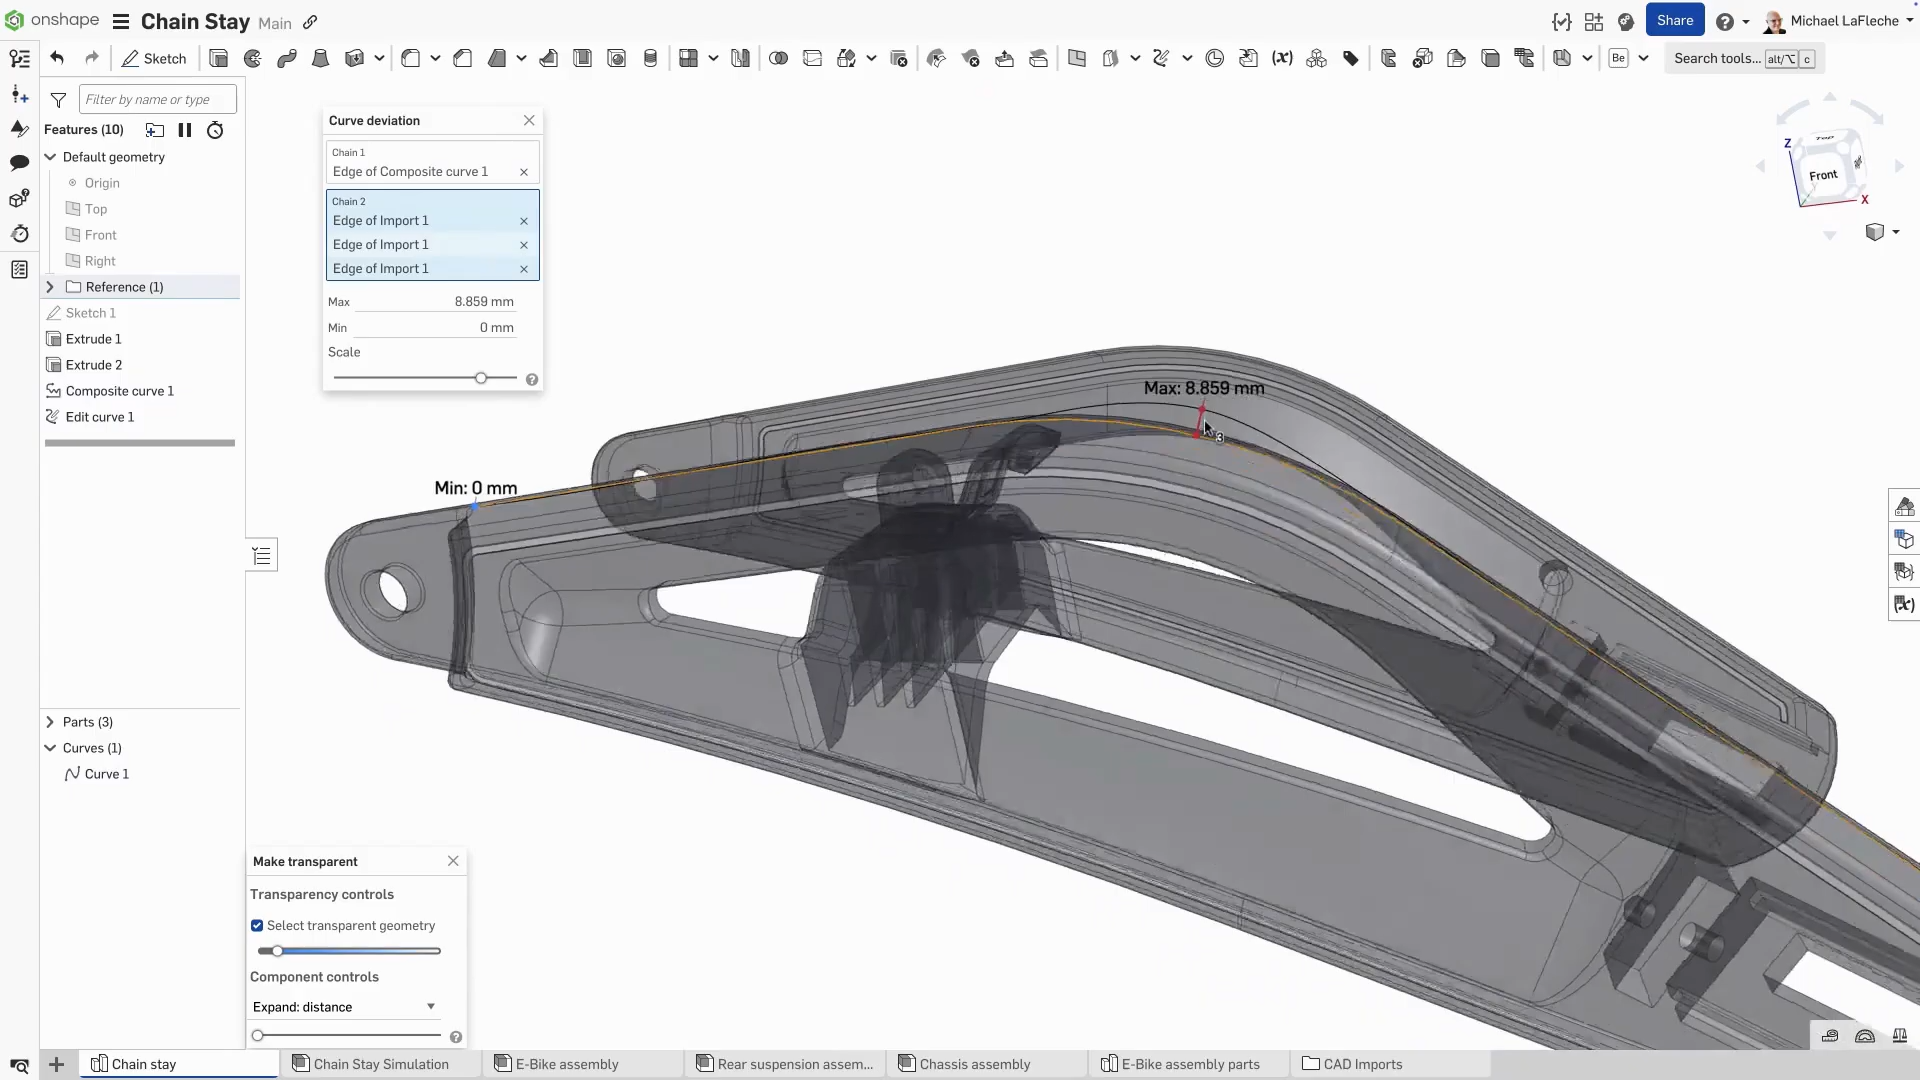 onshape
Chain Stay Main
Share
Michael LaFleche
Sketch
Be
Search tools... alt/⌥ c
Filter by name or type
Features (10)
Default geometry
Origin
Top
Front
Right
Reference (1)
Sketch 1
Extrude 1
Extrude 2
Composite curve 1
Edit curve 1
Curve deviation
Chain 1
Edge of Composite curve 1
Chain 2
Edge of Import 1
Edge of Import 1
Edge of Import 1
Max 8.859 mm
Min 0 mm
Scale
Top
Z
Front
X
Max: 8.859 mm
3
Min: 0 mm
Parts (3)
Curves (1)
Curve 1
Make transparent
Transparency controls
Select transparent geometry
Component controls
Expand: distance
Chain stay
Chain Stay Simulation
E-Bike assembly
Rear suspension assem...
Chassis assembly
E-Bike assembly parts
CAD Imports